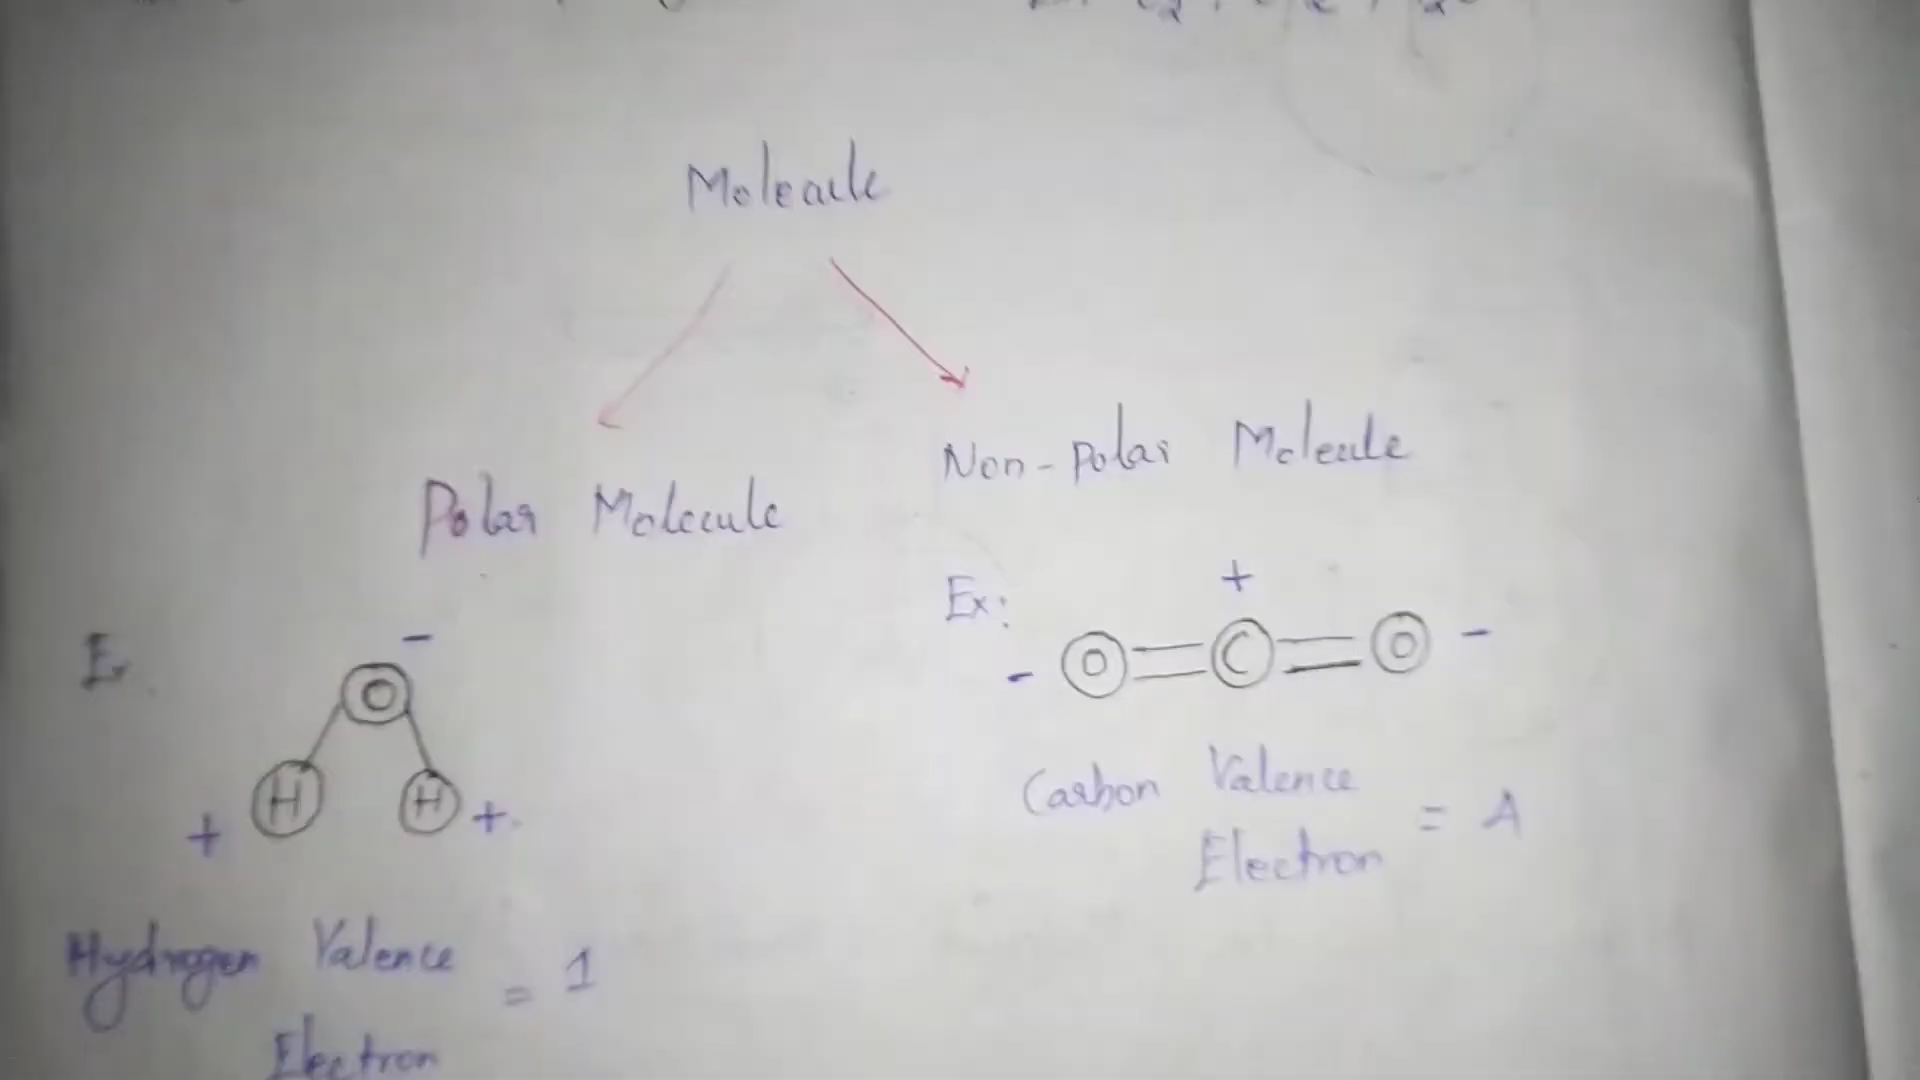 Molecule
Polar Molecule
Non-Polar Molecule
Ex
-
O
H
H
+
+
Hydrogen Valence
Electron
= 1
Ex:
+
- O C O -
Carbon Valence
Electron
= 4